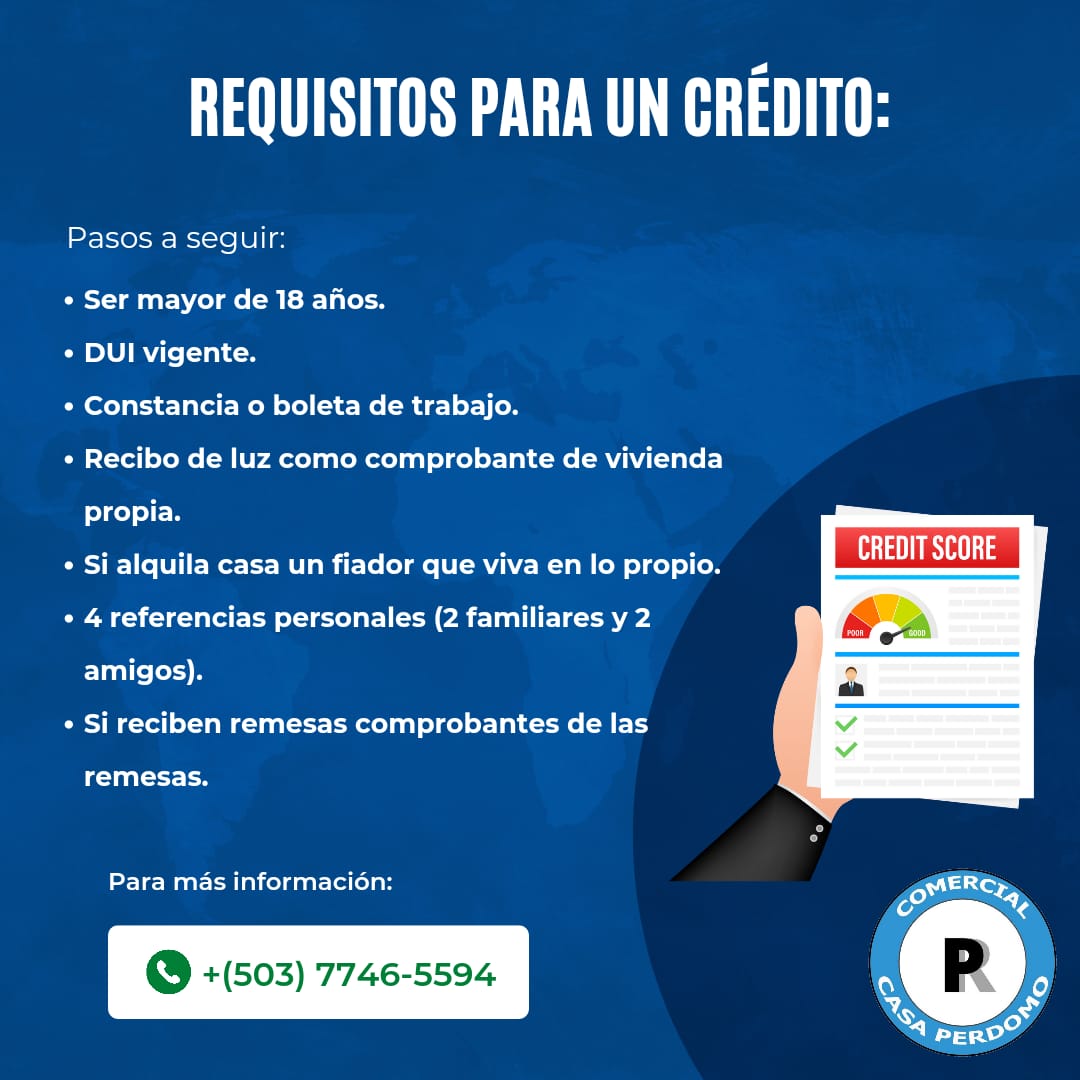 REQUISITOS PARA UN CRÉDITO:
Pasos a seguir:
• Ser mayor de 18 años.
• DUI vigente.
• Constancia o boleta de trabajo.
• Recibo de luz como comprobante de vivienda
propia.
• Si alquila casa un fiador que viva en lo propio.
• 4 referencias personales (2 familiares y 2
amigos).
• Si reciben remesas comprobantes de las
remesas.
CREDIT SCORE
POOR GOOD
Para más información:
+(503) 7746-5594
COMERCIAL
PR
CASA PERDOMO